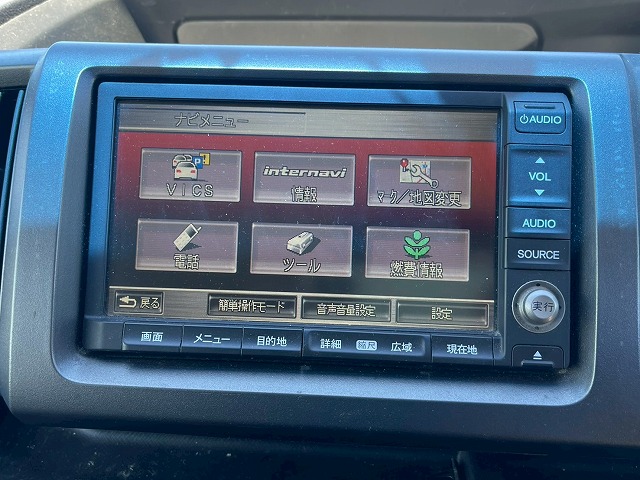 ナビメニュー
AUDIO
VICS
internavi
情報
マーク/地図変更
VOL
AUDIO
電話
ツール
燃費情報
SOURCE
戻る
簡単操作モード
音声音量設定
設定
実行
画面
メニュー
目的地
詳細
縮尺
広域
現在地